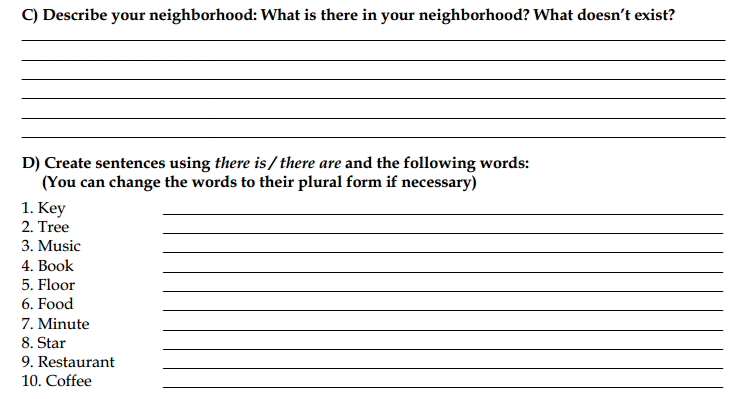 C) Describe your neighborhood: What is there in your neighborhood? What doesn't exist?
D) Create sentences using there is / there are and the following words:
(You can change the words to their plural form if necessary)
1. Key
2. Tree
3. Music
4. Book
5. Floor
6. Food
7. Minute
8. Star
9. Restaurant
10. Coffee